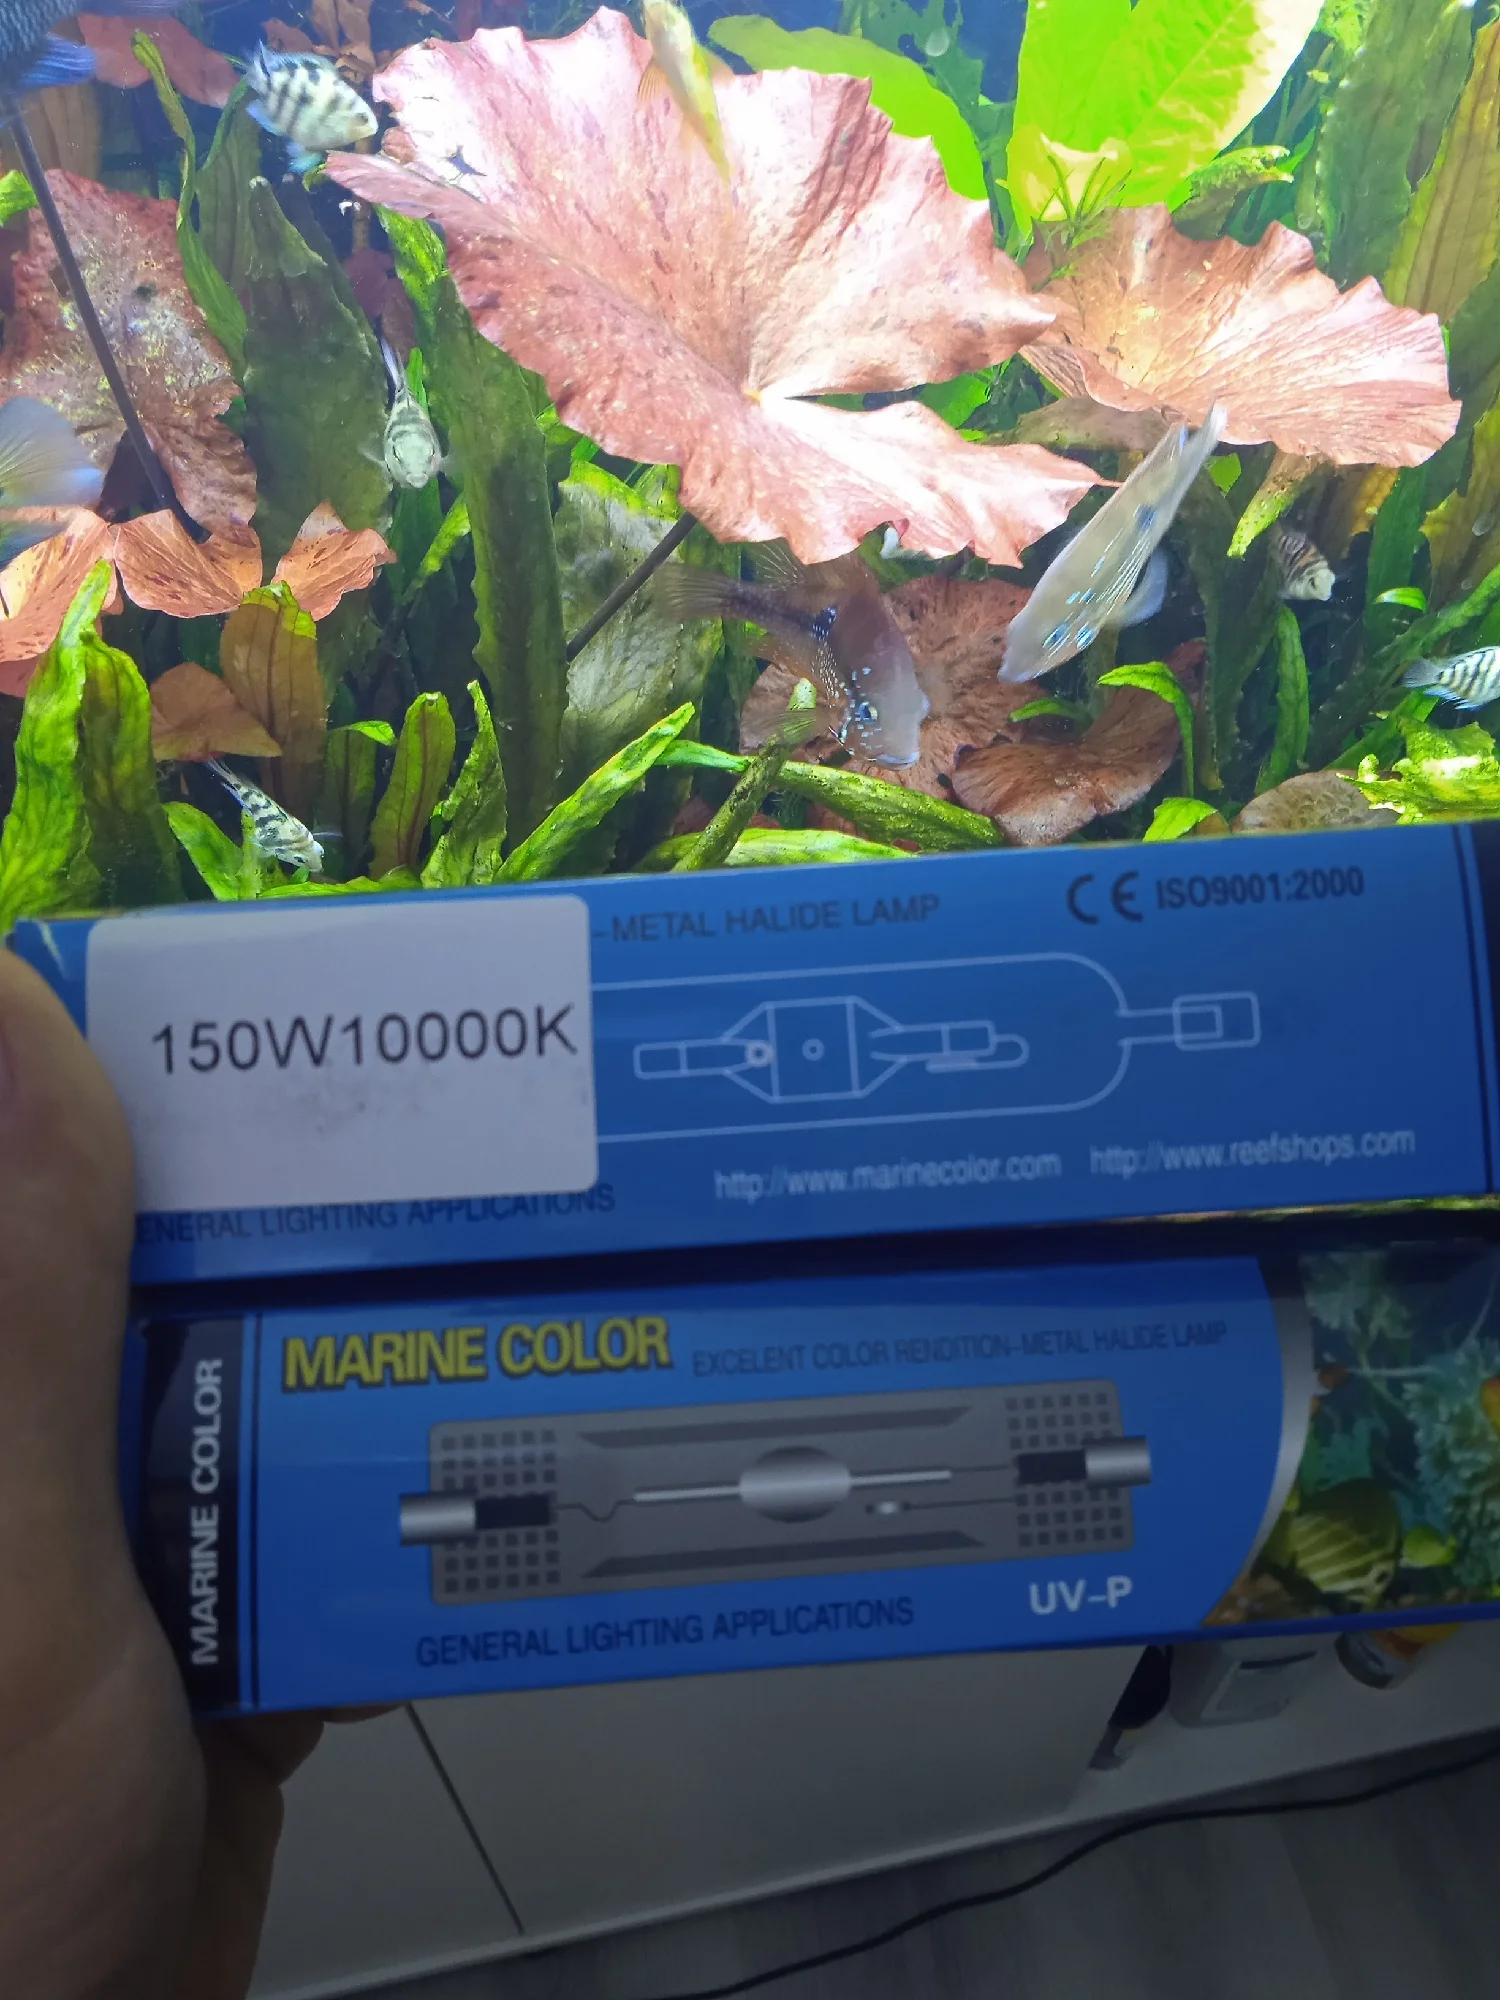 -METAL HALIDE LAMP
CE ISO9001:2000
150W10000K
http://www.marinecolor.com http://www.reefshops.com
ENERAL LIGHTING APPLICATIONS
MARINE COLOR
MARINE COLOR EXCELENT COLOR RENDITION-METAL HALIDE LAMP
UV-P
GENERAL LIGHTING APPLICATIONS